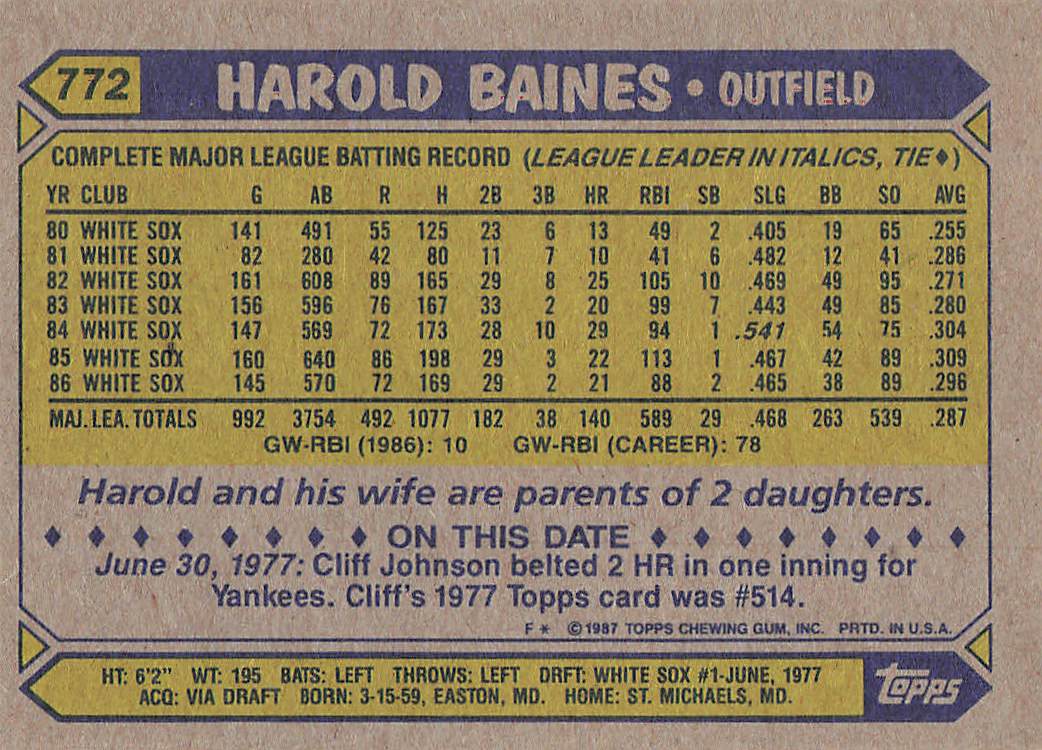 772 HAROLD BAINES • OUTFIELD
COMPLETE MAJOR LEAGUE BATTING RECORD (LEAGUE LEADER IN ITALICS, TIE♦)
YR CLUB G AB R H 2B 3B HR RBI SB SLG BB SO AVG
80 WHITE SOX 141 491 55 125 23 6 13 49 2 .405 19 65 .255
81 WHITE SOX 82 280 42 80 11 7 10 41 6 .482 12 41 .286
82 WHITE SOX 161 608 89 165 29 8 25 105 10 .469 49 95 .271
83 WHITE SOX 156 596 76 167 33 2 20 99 7 .443 49 85 .280
84 WHITE SOX 147 569 72 173 28 10 29 94 1 .541 54 75 .304
85 WHITE SOX 160 640 86 198 29 3 22 113 1 .467 42 89 .309
86 WHITE SOX 145 570 72 169 29 2 21 88 2 .465 38 89 .296
MAJ. LEA. TOTALS 992 3754 492 1077 182 38 140 589 29 .468 263 539 .287
GW-RBI (1986): 10 GW-RBI (CAREER): 78
Harold and his wife are parents of 2 daughters.
♦ ♦ ♦ ♦ ♦ ♦ ♦ ♦ ON THIS DATE ♦ ♦ ♦ ♦ ♦ ♦ ♦ ♦
June 30, 1977: Cliff Johnson belted 2 HR in one inning for
Yankees. Cliff's 1977 Topps card was #514.
F * ©1987 TOPPS CHEWING GUM, INC. PRTD. IN U.S.A.
HT: 6'2" WT: 195 BATS: LEFT THROWS: LEFT DRFT: WHITE SOX #1-JUNE, 1977
ACQ: VIA DRAFT BORN: 3-15-59, EASTON, MD. HOME: ST. MICHAELS, MD.
topps